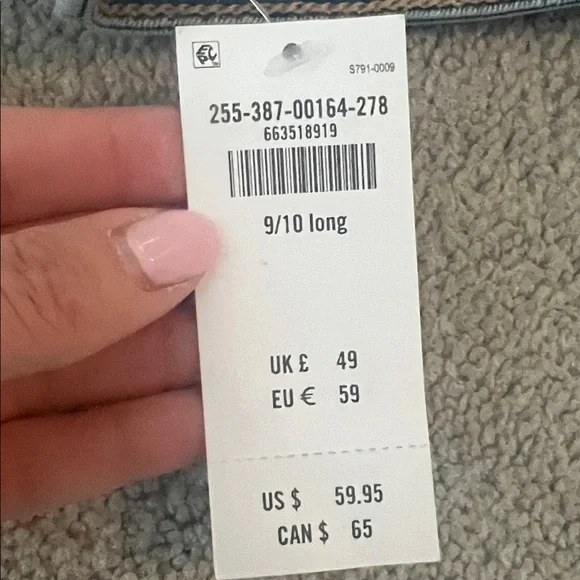 S791-0009
255-387-00164-278
663518919
9/10 long
UK £ 49
EU € 59
US $ 59.95
CAN $ 65